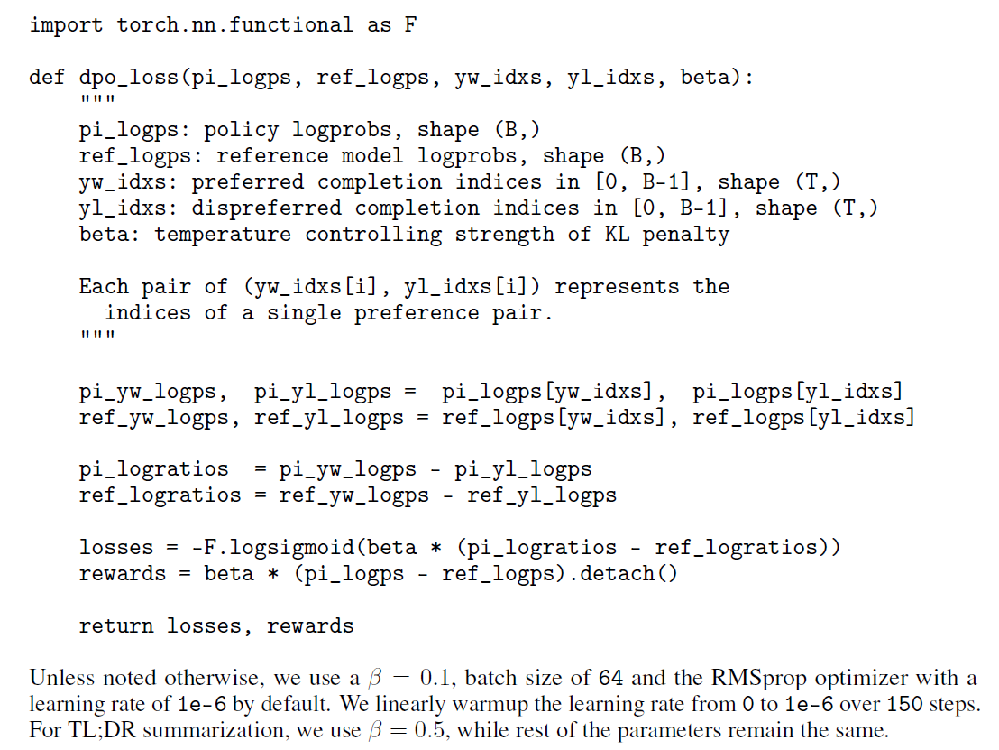 import torch.nn.functional as F

def dpo_loss(pi_logps, ref_logps, yw_idxs, yl_idxs, beta):
    """
    pi_logps: policy logprobs, shape (B,)
    ref_logps: reference model logprobs, shape (B,)
    yw_idxs: preferred completion indices in [0, B-1], shape (T,)
    yl_idxs: dispreferred completion indices in [0, B-1], shape (T,)
    beta: temperature controlling strength of KL penalty

    Each pair of (yw_idxs[i], yl_idxs[i]) represents the
      indices of a single preference pair.
    """

    pi_yw_logps,  pi_yl_logps =  pi_logps[yw_idxs],  pi_logps[yl_idxs]
    ref_yw_logps, ref_yl_logps = ref_logps[yw_idxs], ref_logps[yl_idxs]

    pi_logratios  = pi_yw_logps - pi_yl_logps
    ref_logratios = ref_yw_logps - ref_yl_logps

    losses = -F.logsigmoid(beta * (pi_logratios - ref_logratios))
    rewards = beta * (pi_logps - ref_logps).detach()

    return losses, rewards

Unless noted otherwise, we use a β = 0.1, batch size of 64 and the RMSprop optimizer with a
learning rate of 1e-6 by default. We linearly warmup the learning rate from 0 to 1e-6 over 150 steps.
For TL;DR summarization, we use β = 0.5, while rest of the parameters remain the same.